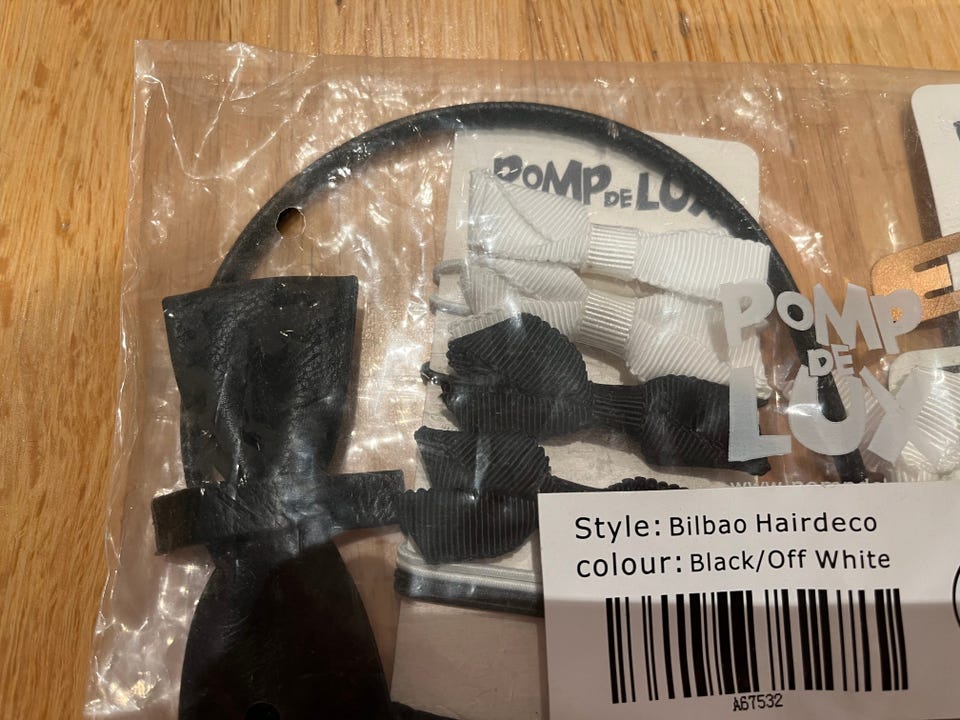 POMP DE LUX
POMP
DE
LUX
Style: Bilbao Hairdeco
colour: Black/Off White
A67532